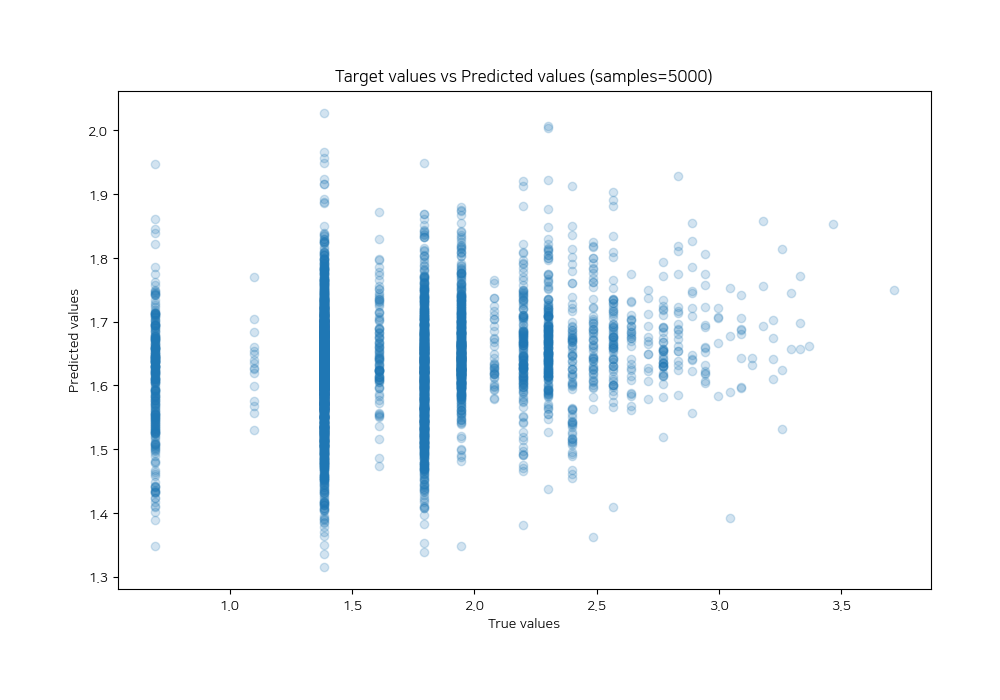 Target values vs Predicted values (samples=5000)
Predicted values
2.0
1.9
1.8
1.7
1.6
1.5
1.4
1.3
1.0 1.5 2.0 2.5 3.0 3.5
True values